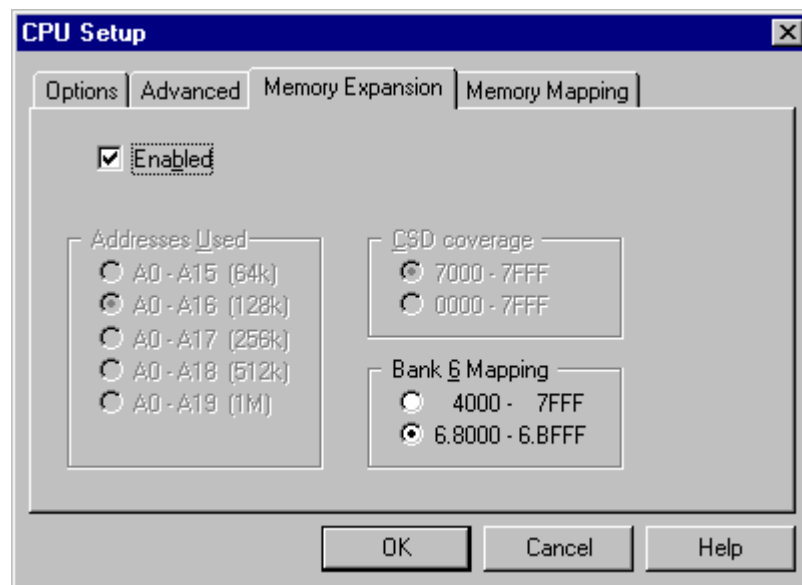 CPU Setup
Options Advanced Memory Expansion Memory Mapping
Enabled
Addresses Used
A0 - A15 (64k)
A0 - A16 (128k)
A0 - A17 (256k)
A0 - A18 (512k)
A0 - A19 (1M)
CSD coverage
7000 - 7FFF
0000 - 7FFF
Bank 6 Mapping
4000 - 7FFF
6.8000 - 6.BFFF
OK Cancel Help